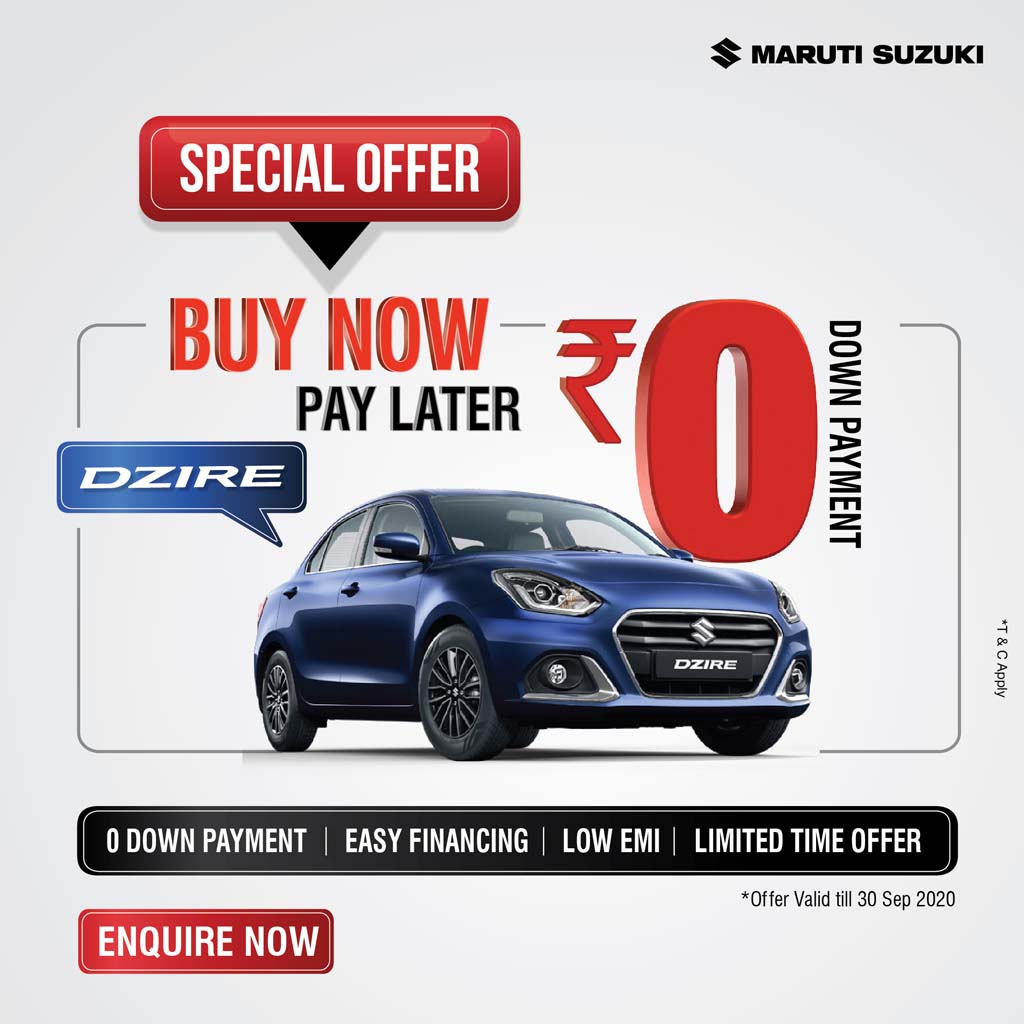 MARUTI SUZUKI
SPECIAL OFFER
BUY NOW
PAY LATER
₹0
DOWN PAYMENT
DZIRE
DZIRE
*T & C Apply
0 DOWN PAYMENT | EASY FINANCING | LOW EMI | LIMITED TIME OFFER
*Offer Valid till 30 Sep 2020
ENQUIRE NOW